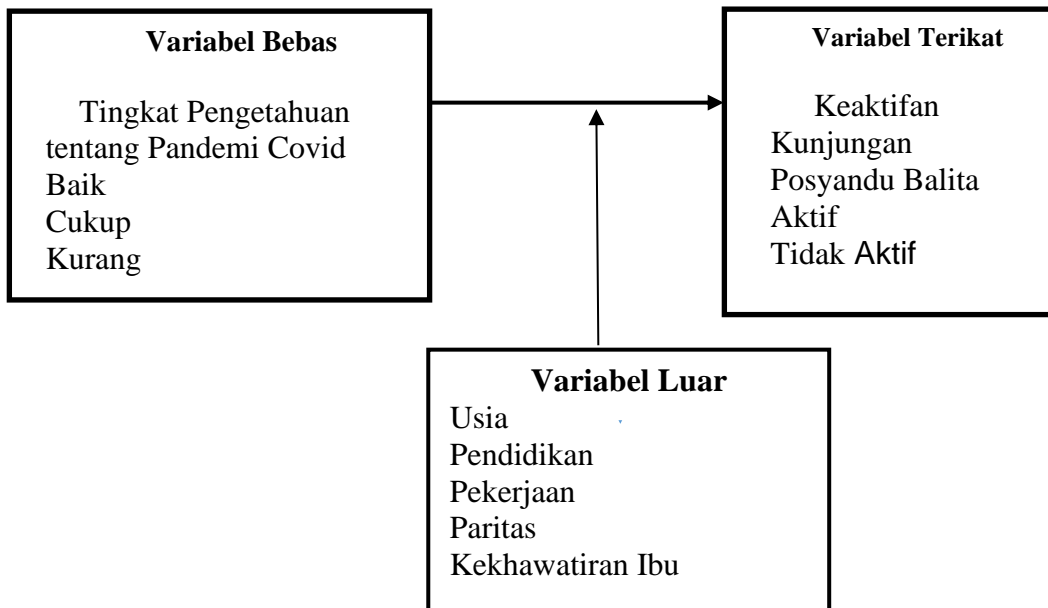 Variabel Bebas
Tingkat Pengetahuan
tentang Pandemi Covid
Baik
Cukup
Kurang
Variabel Terikat
Keaktifan
Kunjungan
Posyandu Balita
Aktif
Tidak Aktif
Variabel Luar
Usia
Pendidikan
Pekerjaan
Paritas
Kekhawatiran Ibu